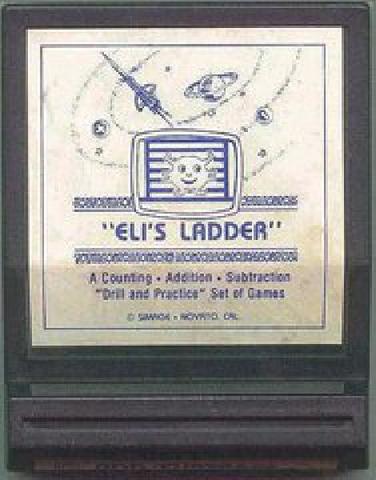 "ELI'S LADDER"
A Counting • Addition • Subtraction
"Drill and Practice" Set of Games
© SIMAGE • NOVATO, CAL.